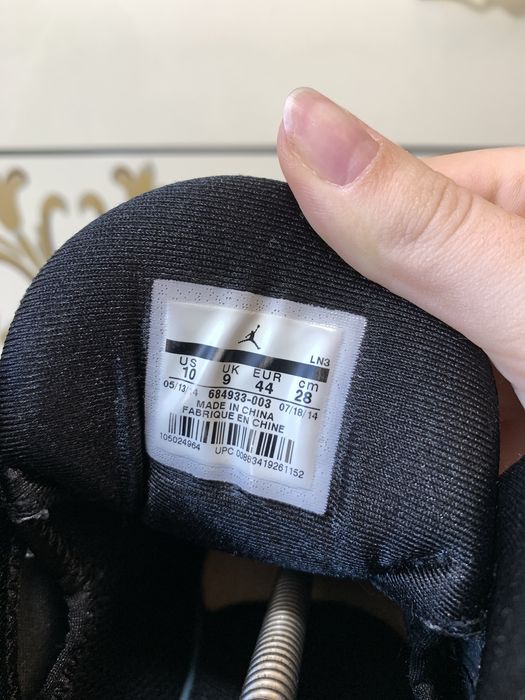 LN3
US UK EUR cm
10 9 44 28
05/13/14 684933-003 07/18/14
MADE IN CHINA
FABRIQUE EN CHINE
105024964 UPC 00883419261152